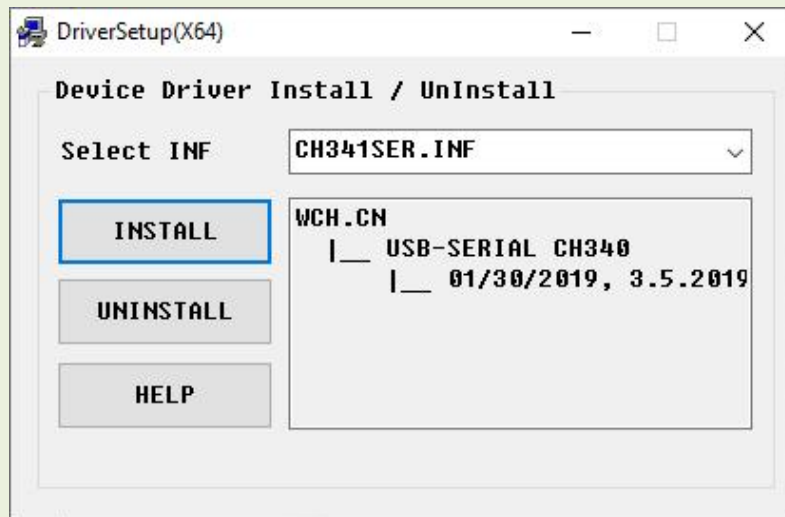 DriverSetup(X64)
Device Driver Install / UnInstall
Select INF
CH341SER.INF
INSTALL
UNINSTALL
HELP
WCH.CN
|__ USB-SERIAL CH340
|__ 01/30/2019, 3.5.2019